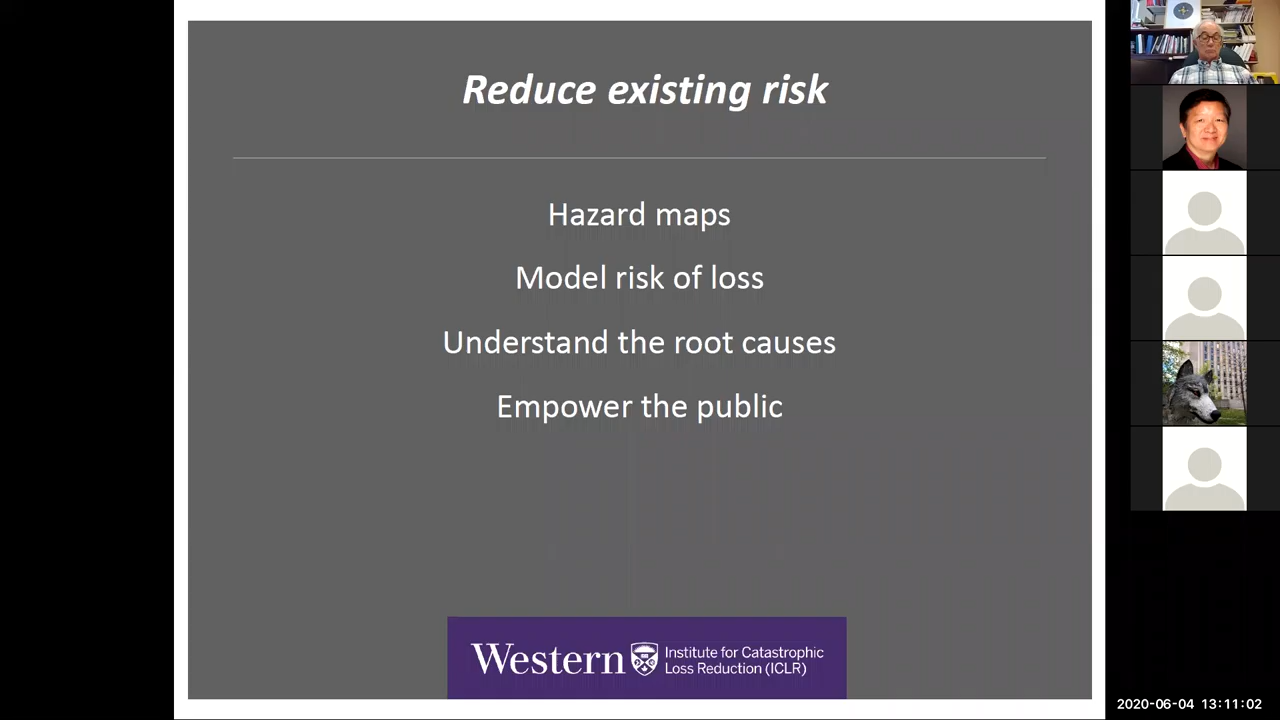 Reduce existing risk
Hazard maps
Model risk of loss
Understand the root causes
Empower the public
Western
Institute for Catastrophic
Loss Reduction (ICLR)
2020-06-04 13:11:02